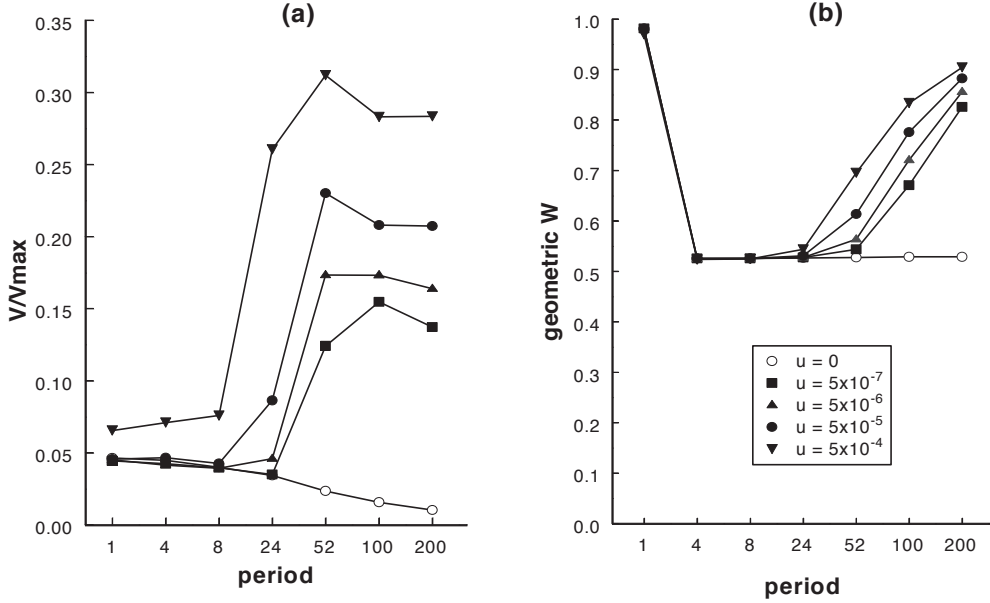 (a)
0.35
0.30
0.25
0.20
0.15
0.10
0.05
0.00
V/Vmax
1 4 8 24 52 100 200
period
(b)
1.0
0.9
0.8
0.7
0.6
0.5
0.4
0.3
0.2
0.1
0.0
geometric W
u = 0
u = 5x10⁻⁷
u = 5x10⁻⁶
u = 5x10⁻⁵
u = 5x10⁻⁴
1 4 8 24 52 100 200
period